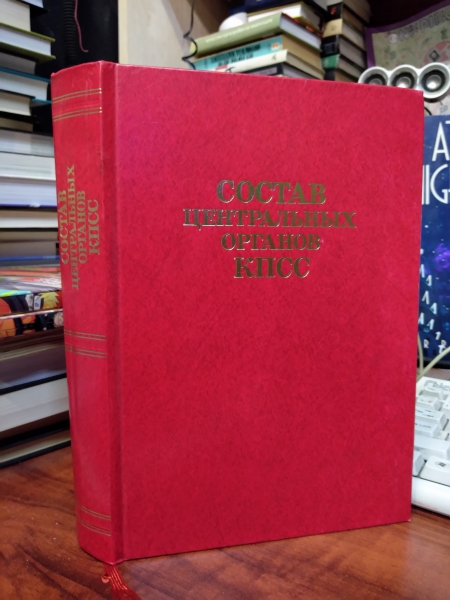 СОСТАВ
ЦЕНТРАЛЬНЫХ
ОРГАНОВ
КПСС
СОСТАВ
ЦЕНТРАЛЬНЫХ
ОРГАНОВ
КПСС